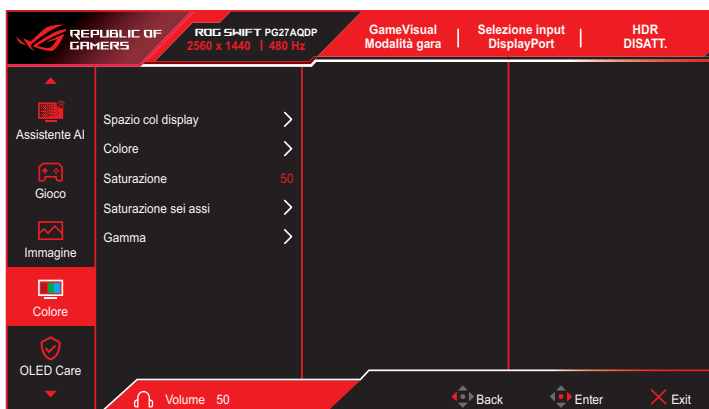 REPUBLIC OF
GAMERS
ROG SWIFT PG27AQDP
2560 x 1440 | 480 Hz
GameVisual
Modalità gara
Selezione input
DisplayPort
HDR
DISATT.
Assistente AI
Gioco
Immagine
Colore
OLED Care
Spazio col display
Colore
Saturazione 50
Saturazione sei assi
Gamma
Volume 50
Back
Enter
Exit